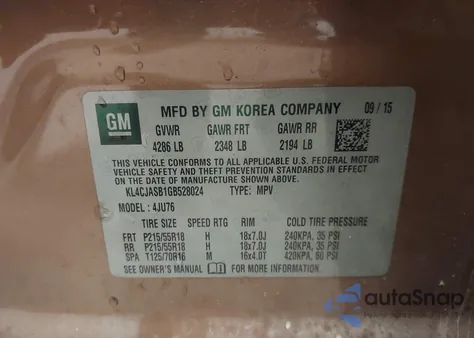 GM
MFD BY GM KOREA COMPANY 09 / 15
GVWR GAWR FRT GAWR RR
4286 LB 2348 LB 2194 LB
THIS VEHICLE CONFORMS TO ALL APPLICABLE U.S. FEDERAL MOTOR
VEHICLE SAFETY AND THEFT PREVENTION STANDARDS IN EFFECT
ON THE DATE OF MANUFACTURE SHOWN ABOVE.
KL4CJASB1GB528024 TYPE: MPV
MODEL : 4JU76
TIRE SIZE SPEED RTG RIM COLD TIRE PRESSURE
FRT P215/55R18 H 18x7.0J 240KPA, 35 PSI
RR P215/55R18 H 18x7.0J 240KPA, 35 PSI
SPA T125/70R16 M 16x4.0T 420KPA, 60 PSI
SEE OWNER'S MANUAL FOR MORE INFORMATION.
autoSnap